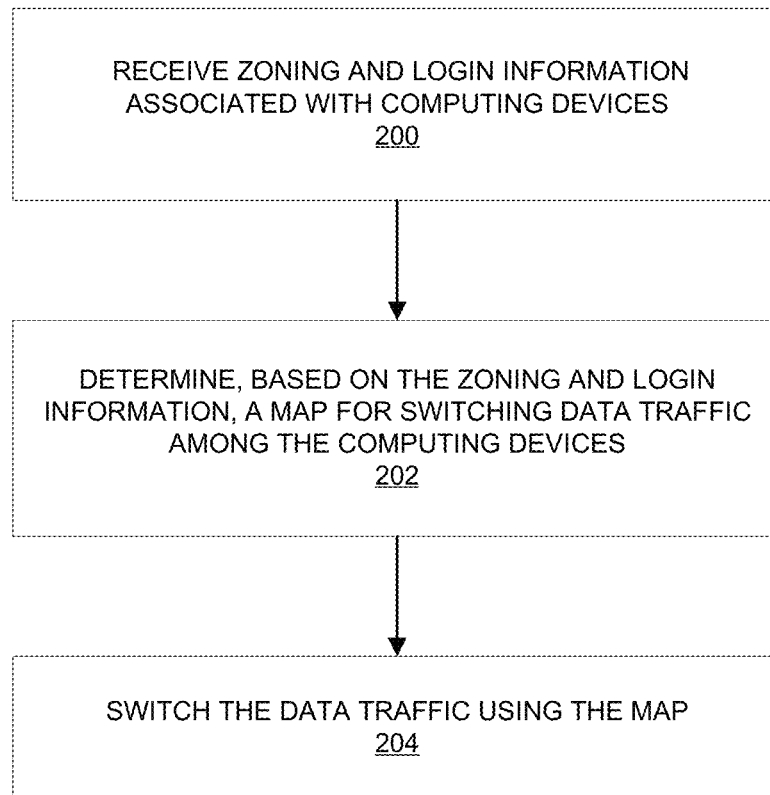 RECEIVE ZONING AND LOGIN INFORMATION
ASSOCIATED WITH COMPUTING DEVICES
200
DETERMINE, BASED ON THE ZONING AND LOGIN
INFORMATION, A MAP FOR SWITCHING DATA TRAFFIC
AMONG THE COMPUTING DEVICES
202
SWITCH THE DATA TRAFFIC USING THE MAP
204